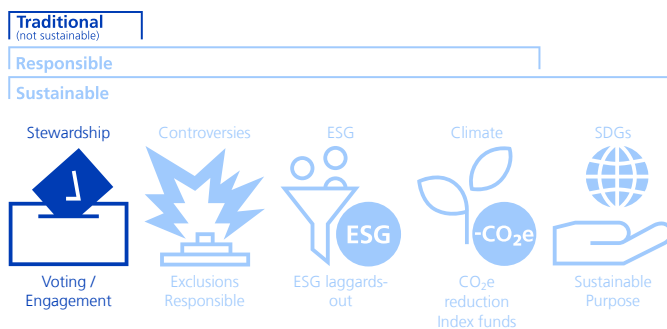 Traditional
(not sustainable)
Responsible
Sustainable
Stewardship
Controversies
ESG
Climate
SDGs
ESG
-CO₂e
Voting /
Engagement
Exclusions
Responsible
ESG laggards-
out
CO₂e
reduction
Index funds
Sustainable
Purpose